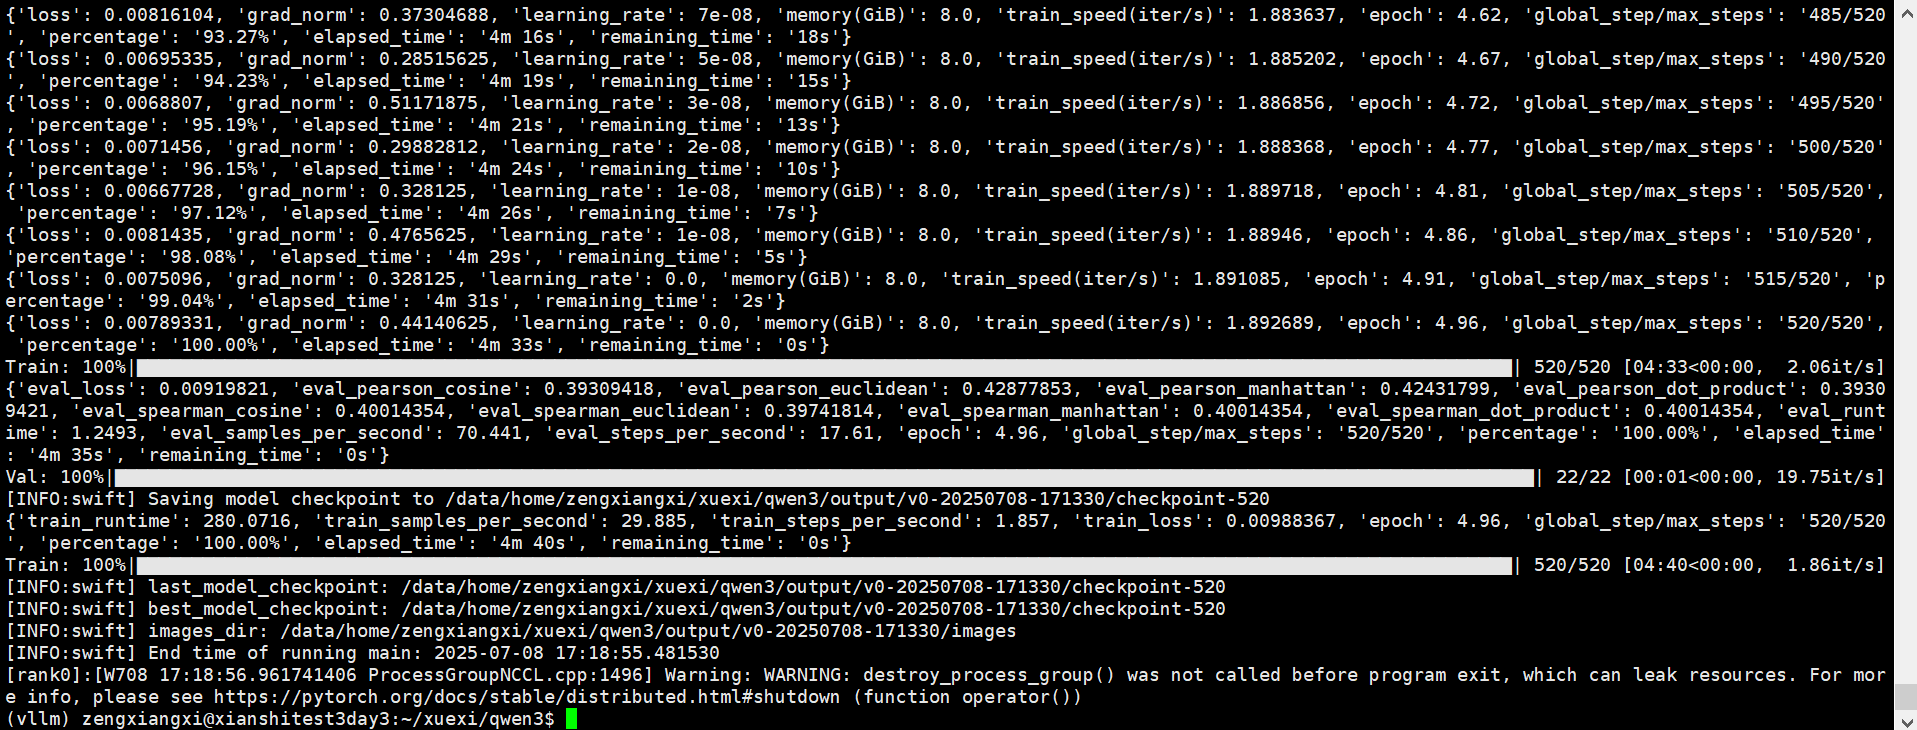 {'loss': 0.00816104, 'grad_norm': 0.37304688, 'learning_rate': 7e-08, 'memory(GiB)': 8.0, 'train_speed(iter/s)': 1.883637, 'epoch': 4.62, 'global_step/max_steps': '485/520
', 'percentage': '93.27%', 'elapsed_time': '4m 16s', 'remaining_time': '18s'}
{'loss': 0.00695335, 'grad_norm': 0.28515625, 'learning_rate': 5e-08, 'memory(GiB)': 8.0, 'train_speed(iter/s)': 1.885202, 'epoch': 4.67, 'global_step/max_steps': '490/520
', 'percentage': '94.23%', 'elapsed_time': '4m 19s', 'remaining_time': '15s'}
{'loss': 0.0068807, 'grad_norm': 0.51171875, 'learning_rate': 3e-08, 'memory(GiB)': 8.0, 'train_speed(iter/s)': 1.886856, 'epoch': 4.72, 'global_step/max_steps': '495/520'
, 'percentage': '95.19%', 'elapsed_time': '4m 21s', 'remaining_time': '13s'}
{'loss': 0.0071456, 'grad_norm': 0.29882812, 'learning_rate': 2e-08, 'memory(GiB)': 8.0, 'train_speed(iter/s)': 1.888368, 'epoch': 4.77, 'global_step/max_steps': '500/520'
, 'percentage': '96.15%', 'elapsed_time': '4m 24s', 'remaining_time': '10s'}
{'loss': 0.00667728, 'grad_norm': 0.328125, 'learning_rate': 1e-08, 'memory(GiB)': 8.0, 'train_speed(iter/s)': 1.889718, 'epoch': 4.81, 'global_step/max_steps': '505/520',
 'percentage': '97.12%', 'elapsed_time': '4m 26s', 'remaining_time': '7s'}
{'loss': 0.0081435, 'grad_norm': 0.4765625, 'learning_rate': 1e-08, 'memory(GiB)': 8.0, 'train_speed(iter/s)': 1.88946, 'epoch': 4.86, 'global_step/max_steps': '510/520',
'percentage': '98.08%', 'elapsed_time': '4m 29s', 'remaining_time': '5s'}
{'loss': 0.0075096, 'grad_norm': 0.328125, 'learning_rate': 0.0, 'memory(GiB)': 8.0, 'train_speed(iter/s)': 1.891085, 'epoch': 4.91, 'global_step/max_steps': '515/520', 'p
ercentage': '99.04%', 'elapsed_time': '4m 31s', 'remaining_time': '2s'}
{'loss': 0.00789331, 'grad_norm': 0.44140625, 'learning_rate': 0.0, 'memory(GiB)': 8.0, 'train_speed(iter/s)': 1.892689, 'epoch': 4.96, 'global_step/max_steps': '520/520',
 'percentage': '100.00%', 'elapsed_time': '4m 33s', 'remaining_time': '0s'}
Train: 100%|| 520/520 [04:33<00:00,  2.06it/s]
{'eval_loss': 0.00919821, 'eval_pearson_cosine': 0.39309418, 'eval_pearson_euclidean': 0.42877853, 'eval_pearson_manhattan': 0.42431799, 'eval_pearson_dot_product': 0.3930
9421, 'eval_spearman_cosine': 0.40014354, 'eval_spearman_euclidean': 0.39741814, 'eval_spearman_manhattan': 0.40014354, 'eval_spearman_dot_product': 0.40014354, 'eval_runt
ime': 1.2493, 'eval_samples_per_second': 70.441, 'eval_steps_per_second': 17.61, 'epoch': 4.96, 'global_step/max_steps': '520/520', 'percentage': '100.00%', 'elapsed_time'
: '4m 35s', 'remaining_time': '0s'}
Val: 100%|| 22/22 [00:01<00:00, 19.75it/s]
[INFO:swift] Saving model checkpoint to /data/home/zengxiangxi/xuexi/qwen3/output/v0-20250708-171330/checkpoint-520
{'train_runtime': 280.0716, 'train_samples_per_second': 29.885, 'train_steps_per_second': 1.857, 'train_loss': 0.00988367, 'epoch': 4.96, 'global_step/max_steps': '520/520
', 'percentage': '100.00%', 'elapsed_time': '4m 40s', 'remaining_time': '0s'}
Train: 100%|| 520/520 [04:40<00:00,  1.86it/s]
[INFO:swift] last_model_checkpoint: /data/home/zengxiangxi/xuexi/qwen3/output/v0-20250708-171330/checkpoint-520
[INFO:swift] best_model_checkpoint: /data/home/zengxiangxi/xuexi/qwen3/output/v0-20250708-171330/checkpoint-520
[INFO:swift] images_dir: /data/home/zengxiangxi/xuexi/qwen3/output/v0-20250708-171330/images
[INFO:swift] End time of running main: 2025-07-08 17:18:55.481530
[rank0]:[W708 17:18:56.961741406 ProcessGroupNCCL.cpp:1496] Warning: WARNING: destroy_process_group() was not called before program exit, which can leak resources. For mor
e info, please see https://pytorch.org/docs/stable/distributed.html#shutdown (function operator())
(vllm) zengxiangxi@xianshitest3day3:~/xuexi/qwen3$